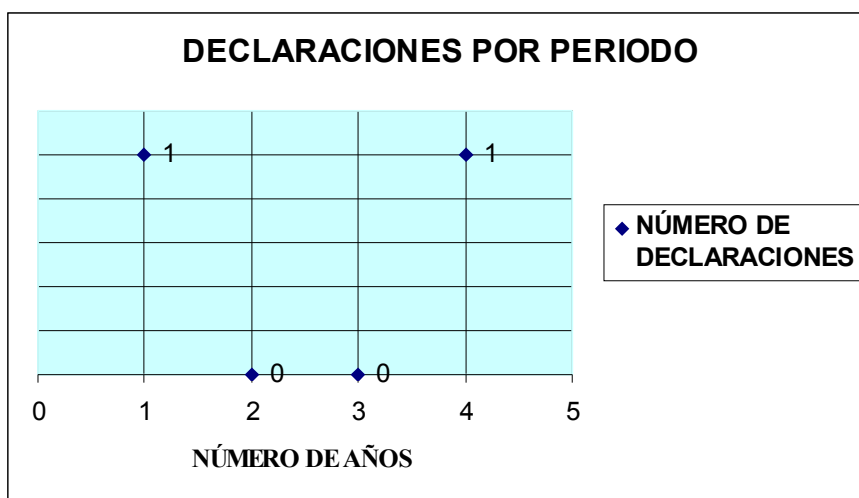 DECLARACIONES POR PERIODO
1
1
NÚMERO DE
DECLARACIONES
0
0
0 1 2 3 4 5
NÚMERO DE AÑOS